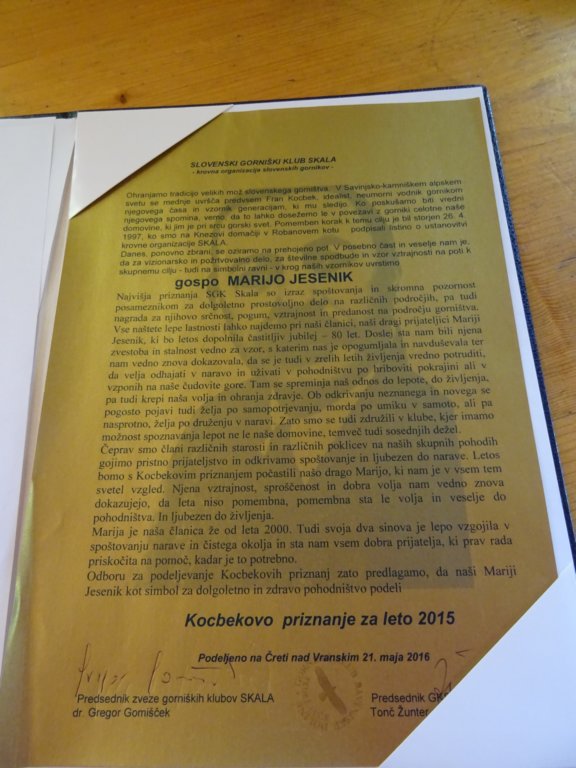 SLOVENSKI GORNIŠKI KLUB SKALA
- krovna organizacija slovenskih gornikov -
Ohranjamo tradicijo velikih mož slovenskega gorništva. V Savinjsko-kamniškem alpskem
svetu se mednje uvršča predvsem Fran Kocbek, idealist, neumorni vodnik gornikom
njegovega časa in vzornik generacijam, ki mu sledijo. Ko poskušamo biti vredni
njegovega spomina, vemo, da to lahko dosežemo le v povezavi z gorniki celotne naše
domovine, ki jim je pri srcu gorski svet. Pomemben korak k temu cilju je bil storjen 26. 4.
1997, ko smo na Knezovi domačiji v Robanovem kotu podpisali listino o ustanovitvi
krovne organizacije SKALA.
Danes, ponovno zbrani, se oziramo na prehojeno pot. V posebno čast in veselje nam je,
da za vizionarsko in požrtvovalno delo, za številne spodbude in vzor vztrajnosti na poti k
skupnemu cilju - tudi na simbolni ravni - v krog naših vzornikov uvrstimo
gospo MARIJO JESENIK
Najvišja priznanja SGK Skala so izraz spoštovanja in skromna pozornost
posameznikom za dolgoletno prostovoljno delo na različnih področjih, pa tudi
nagrada za njihovo srčnost, pogum, vztrajnost in predanost na področju gorništva.
Vse naštete lepe lastnosti lahko najdemo pri naši članici, naši dragi prijateljici Mariji
Jesenik, ki bo letos dopolnila častitljiv jubilej – 80 let. Doslej sta nam bili njena
zvestoba in stalnost vedno za vzor, s katerim nas je opogumljala in navduševala ter
nam vedno znova dokazovala, da se je tudi v zrelih letih življenja vredno potruditi,
da velja odhajati v naravo in uživati v pohodništvu po hriboviti pokrajini ali v
vzponih na naše čudovite gore. Tam se spreminja naš odnos do lepote, do življenja,
pa tudi krepi naša volja in ohranja zdravje. Ob odkrivanju neznanega in novega se
pogosto pojavi tudi želja po samopotrjevanju, morda po umiku v samoto, ali pa
nasprotno, želja po druženju v naravi. Zato smo se tudi združili v klube, kjer imamo
možnost spoznavanja lepot ne le naše domovine, temveč tudi sosednjih dežel.
Čeprav smo člani različnih starosti in različnih poklicev na naših skupnih pohodih
gojimo pristno prijateljstvo in odkrivamo spoštovanje in ljubezen do narave. Letos
bomo s Kocbekovim priznanjem počastili našo drago Marijo, ki nam je v vsem tem
svetel vzgled. Njena vztrajnost, sproščenost in dobra volja nam vedno znova
dokazujejo, da leta niso pomembna, pomembna sta le volja in veselje do
pohodništva. In ljubezen do življenja.
Marija je naša članica že od leta 2000. Tudi svoja dva sinova je lepo vzgojila v
spoštovanju narave in čistega okolja in sta nam vsem dobra prijatelja, ki prav rada
priskočita na pomoč, kadar je to potrebno.
Odboru za podeljevanje Kocbekovih priznanj zato predlagamo, da naši Mariji
Jesenik kot simbol za dolgoletno in zdravo pohodništvo podeli
Kocbekovo priznanje za leto 2015
Podeljeno na Čreti nad Vranskim 21. maja 2016
Predsednik zveze gorniških klubov SKALA
dr. Gregor Gomišček
Predsednik
Tonč Žunter